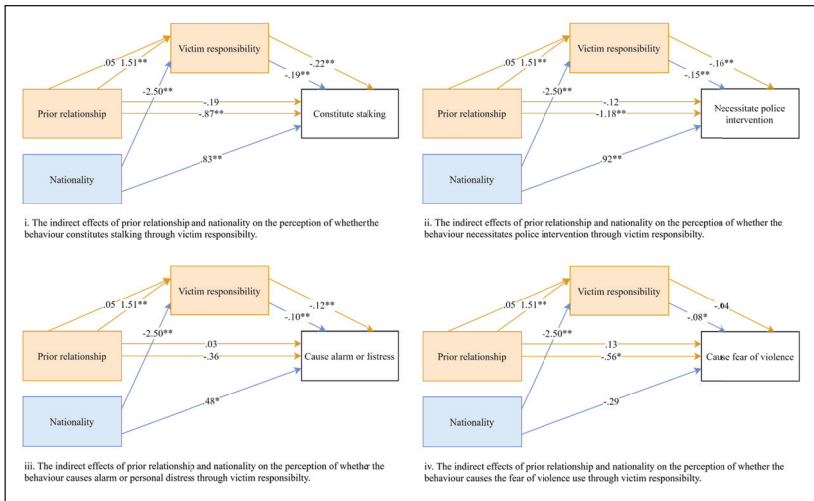 Victim responsibility
.05 1.51** -.22**
-.19**
-2.50**
Prior relationship -.19 Constitute stalking
-.87**
Nationality .83**
i. The indirect effects of prior relationship and nationality on the perception of whether the
behaviour constitutes stalking through victim responsibilty.
Victim responsibility
.05 1.51** -.16**
-.15**
-2.50**
Prior relationship -.12 Necessitate police
-1.18** intervention
Nationality .92**
ii. The indirect effects of prior relationship and nationality on the perception of whether the
behaviour necessitates police intervention through victim responsibilty.
Victim responsibility
.05 1.51** -.12**
-.10**
-2.50**
Prior relationship .03 Cause alarm or distress
-.36
Nationality .48*
iii. The indirect effects of prior relationship and nationality on the perception of whether the
behaviour causes alarm or personal distress through victim responsibilty.
Victim responsibility
.05 1.51** -.04
-.08*
-2.50**
Prior relationship .13 Cause fear of violence
-.56*
Nationality -.29
iv. The indirect effects of prior relationship and nationality on the perception of whether the
behaviour causes the fear of violence use through victim responsibilty.